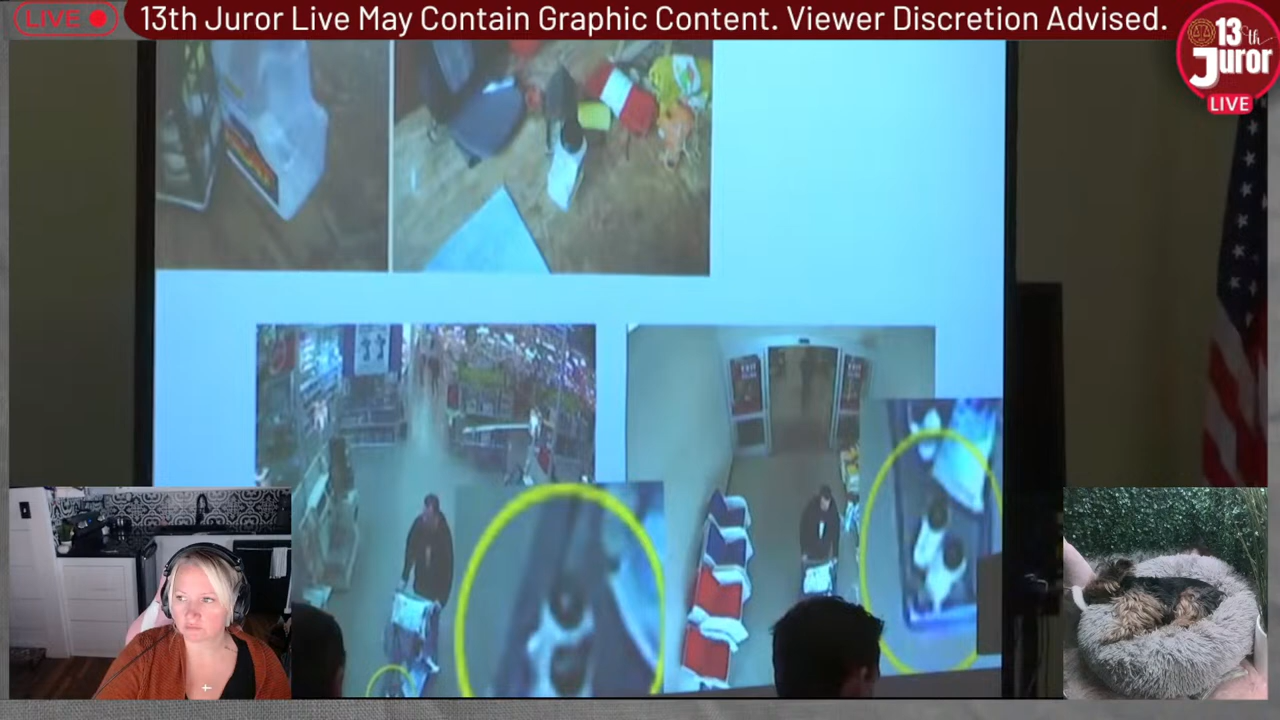 LIVE
13th Juror Live May Contain Graphic Content. Viewer Discretion Advised.
13th
Juror
LIVE